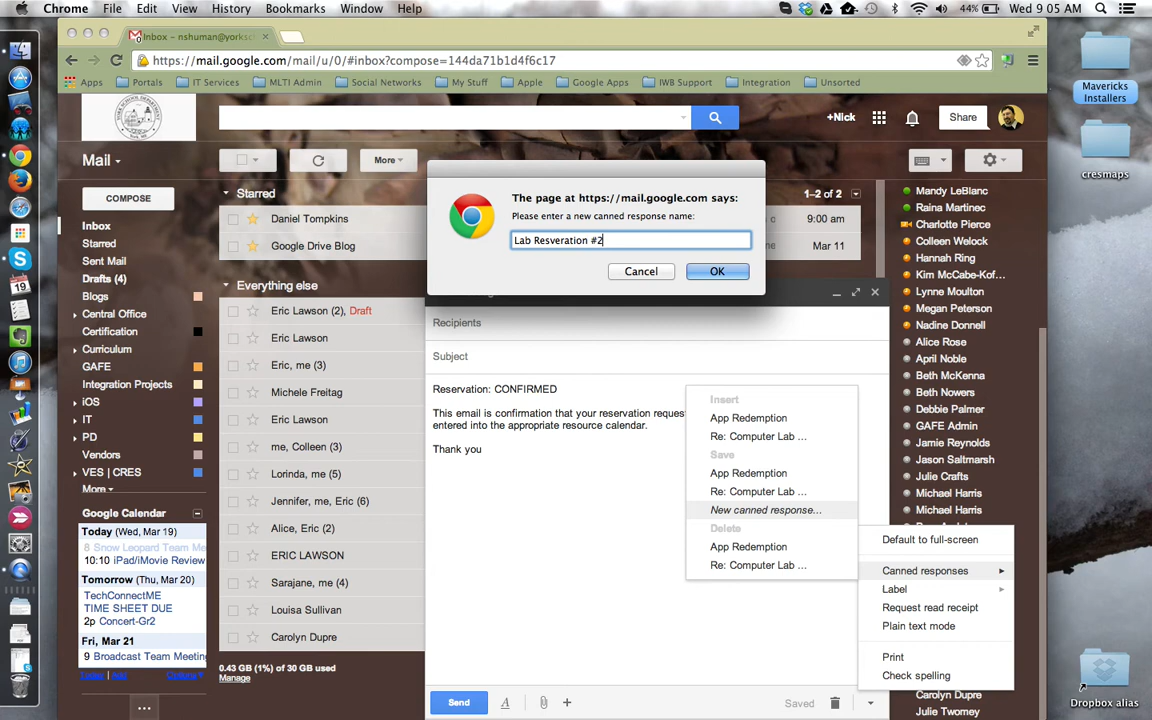 Chrome File Edit View History Bookmarks Window Help 44% Wed 9:05 AM
Inbox – nshuman@yorksch
https://mail.google.com/mail/u/0/#inbox?compose=144da71b1d4f6c17
Apps Portals IT Services MLTI Admin Social Networks My Stuff Apple Google Apps IWB Support Integration Unsorted
+Nick Share
Mail More
COMPOSE
Inbox
Starred
Sent Mail
Drafts (4)
Blogs
Central Office
Certification
Curriculum
GAFE
Integration Projects
iOS
IT
PD
Vendors
VES | CRES
More
Google Calendar
Today (Wed, Mar 19)
8 Snow Leopard Team Me
10:10 iPad/iMovie Review
Tomorrow (Thu, Mar 20)
TechConnectME
TIME SHEET DUE
2p Concert-Gr2
Fri, Mar 21
9 Broadcast Team Meeting
Today | Add Options
Starred 1–2 of 2
Daniel Tompkins 9:00 am
Google Drive Blog Mar 11
Everything else
Eric Lawson (2), Draft
Eric Lawson
Eric, me (3)
Michele Freitag
Eric Lawson
me, Colleen (3)
Lorinda, me (5)
Jennifer, me, Eric (6)
Alice, Eric (2)
ERIC LAWSON
Sarajane, me (4)
Louisa Sullivan
Carolyn Dupre
0.43 GB (1%) of 30 GB used
Manage
The page at https://mail.google.com says:
Please enter a new canned response name:
Lab Resveration #2
Cancel OK
Recipients
Subject
Reservation: CONFIRMED
This email is confirmation that your reservation reques
entered into the appropriate resource calendar.
Thank you
Send Saved
Insert
App Redemption
Re: Computer Lab ...
Save
App Redemption
Re: Computer Lab ...
New canned response...
Delete
App Redemption
Re: Computer Lab ...
Default to full-screen
Canned responses
Label
Request read receipt
Plain text mode
Print
Check spelling
Mandy LeBlanc
Raina Martinec
Charlotte Pierce
Colleen Welock
Hannah Ring
Kim McCabe-Kof...
Lynne Moulton
Megan Peterson
Nadine Donnell
Alice Rose
April Noble
Beth McKenna
Beth Nowers
Debbie Palmer
GAFE Admin
Jamie Reynolds
Jason Saltmarsh
Julie Crafts
Michael Harris
Michael Harris
Carolyn Dupre
Julie Twomey
Mavericks
Installers
cresmaps
Dropbox alias